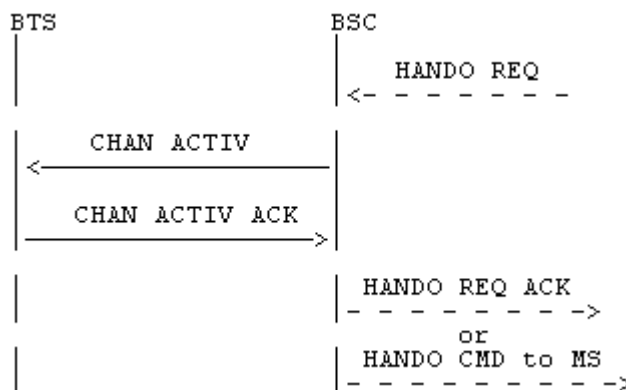 BTS BSC
HANDO REQ
CHAN ACTIV
CHAN ACTIV ACK
HANDO REQ ACK
or
HANDO CMD to MS